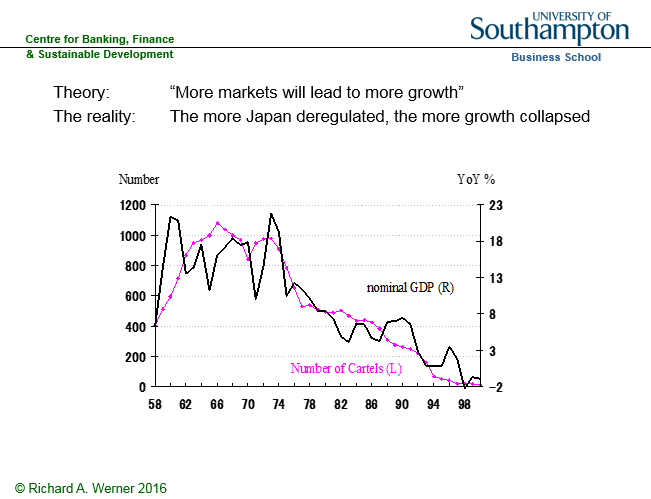 Centre for Banking, Finance
& Sustainable Development
UNIVERSITY OF
Southampton
Business School
Theory: “More markets will lead to more growth”
The reality: The more Japan deregulated, the more growth collapsed
Number YoY %
1200 23
1000 18
800 13
600 8
400 3
200 -2
0
nominal GDP (R)
Number of Cartels (L)
58 62 66 70 74 78 82 86 90 94 98
© Richard A. Werner 2016